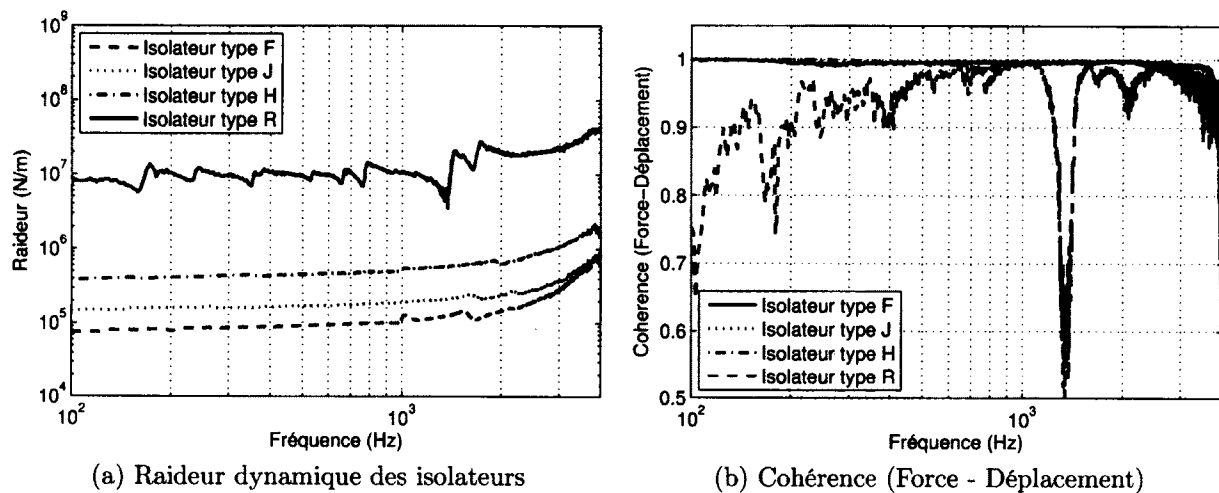 10^9
10^8
10^7
10^6
10^5
10^4
Raideur (N/m)
Isolateur type F
Isolateur type J
Isolateur type H
Isolateur type R
10^2
10^3
Fréquence (Hz)
(a) Raideur dynamique des isolateurs
1
0.9
0.8
0.7
0.6
0.5
Coherence (Force-Déplacement)
Isolateur type F
Isolateur type J
Isolateur type H
Isolateur type R
10^2
10^3
Fréquence (Hz)
(b) Cohérence (Force - Déplacement)